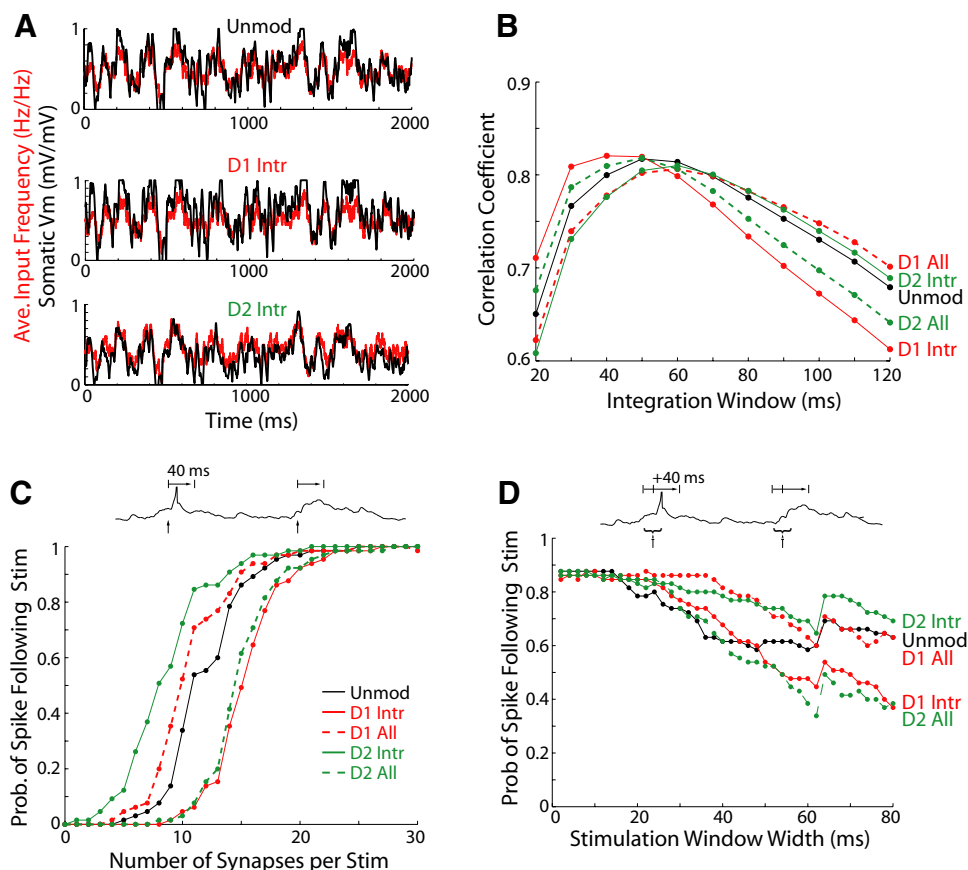 A
Ave. Input Frequency (Hz/Hz)
Somatic Vm (mV/mV)
Unmod
1
0
1
0
1000
2000
D1 Intr
1
0
1
0
1000
2000
D2 Intr
1
0
1
0
1000
2000
Time (ms)
B
Correlation Coefficient
0.9
0.8
0.7
0.6
20
40
60
80
100
120
Integration Window (ms)
D1 All
D2 Intr
Unmod
D2 All
D1 Intr
C
40 ms
Prob. of Spike Following Stim
1
0.8
0.6
0.4
0.2
0
0
10
20
30
Number of Synapses per Stim
Unmod
D1 Intr
D1 All
D2 Intr
D2 All
D
+40 ms
Prob of Spike Following Stim
1
0.8
0.6
0.4
0.2
0
0
20
40
60
80
Stimulation Window Width (ms)
D2 Intr
Unmod
D1 All
D1 Intr
D2 All